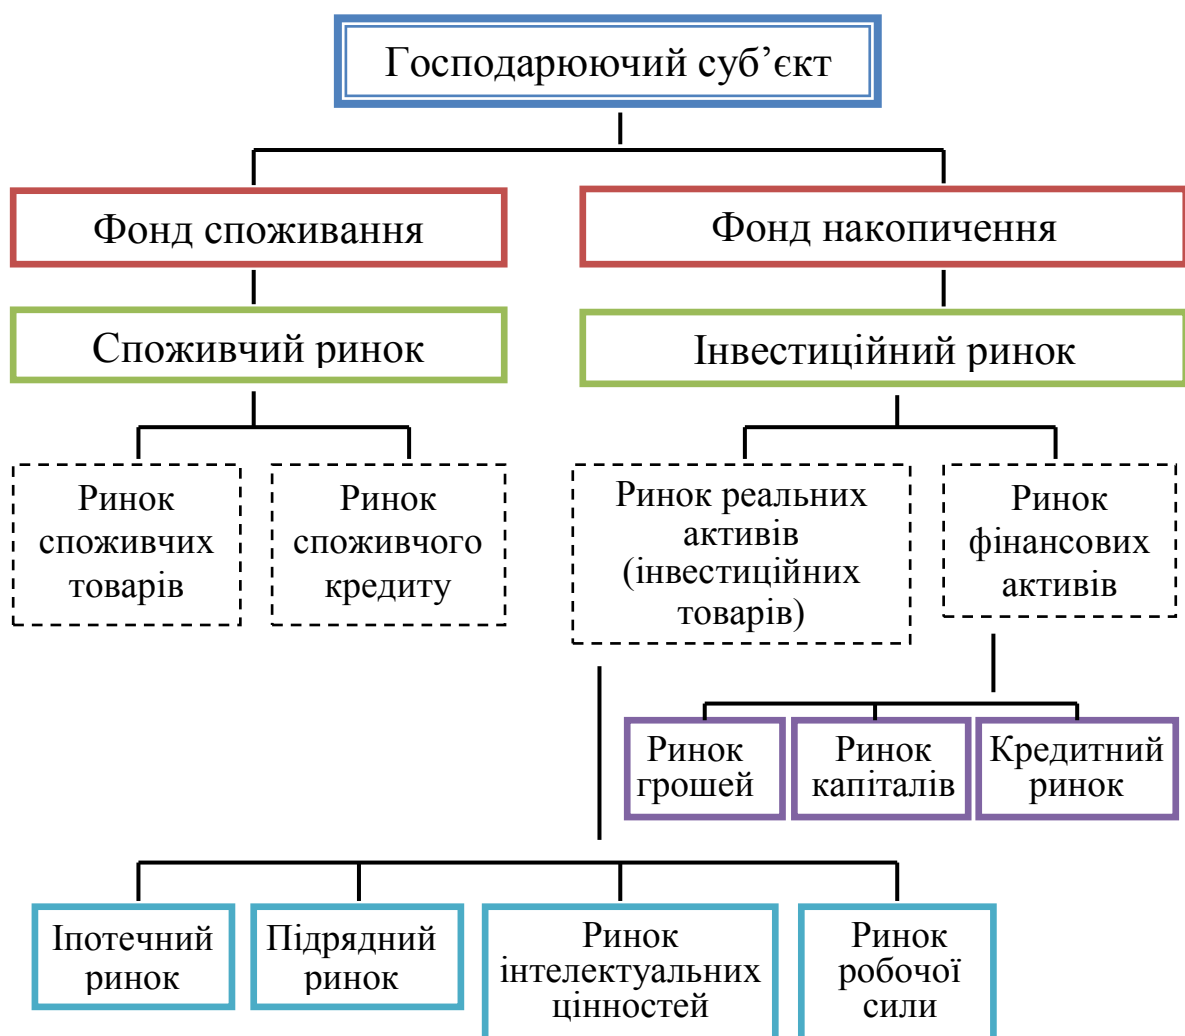 Господарюючий суб’єкт
Фонд споживання
Фонд накопичення
Споживчий ринок
Інвестиційний ринок
Ринок
споживчих
товарів
Ринок
споживчого
кредиту
Ринок реальних
активів
(інвестиційних
товарів)
Ринок
фінансових
активів
Ринок
грошей
Ринок
капіталів
Кредитний
ринок
Іпотечний
ринок
Підрядний
ринок
Ринок
інтелектуальних
цінностей
Ринок
робочої
сили